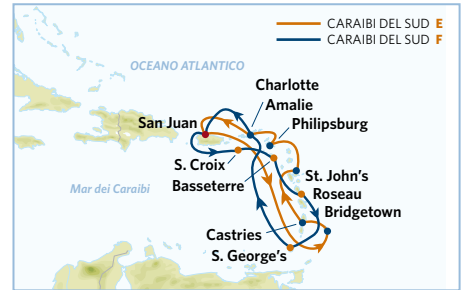 CARAIBI DEL SUD E
CARAIBI DEL SUD F
OCEANO ATLANTICO
Charlotte
Amalie
San Juan
Philipsburg
S. Croix
St. John's
Basseterre
Roseau
Mar dei Caraibi
Bridgetown
Castries
S. George's